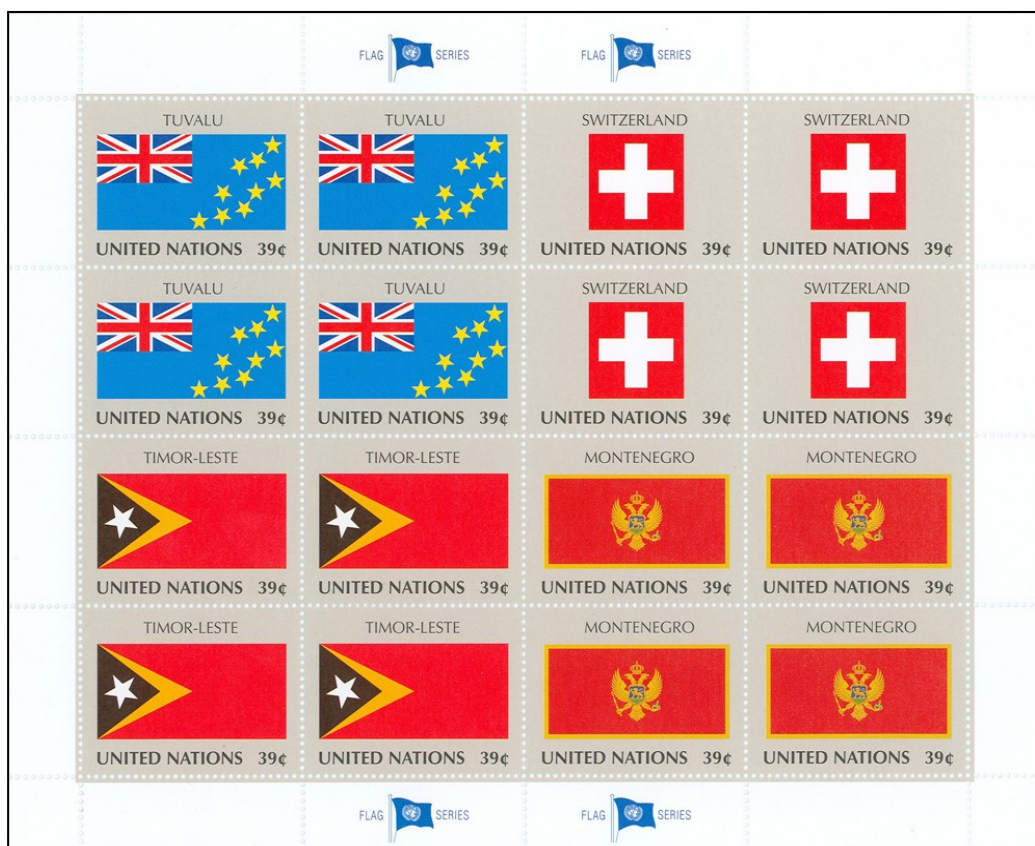 FLAG SERIES FLAG SERIES
TUVALU TUVALU SWITZERLAND SWITZERLAND
UNITED NATIONS 39¢ UNITED NATIONS 39¢ UNITED NATIONS 39¢ UNITED NATIONS 39¢
TUVALU TUVALU SWITZERLAND SWITZERLAND
UNITED NATIONS 39¢ UNITED NATIONS 39¢ UNITED NATIONS 39¢ UNITED NATIONS 39¢
TIMOR-LESTE TIMOR-LESTE MONTENEGRO MONTENEGRO
UNITED NATIONS 39¢ UNITED NATIONS 39¢ UNITED NATIONS 39¢ UNITED NATIONS 39¢
TIMOR-LESTE TIMOR-LESTE MONTENEGRO MONTENEGRO
UNITED NATIONS 39¢ UNITED NATIONS 39¢ UNITED NATIONS 39¢ UNITED NATIONS 39¢
FLAG SERIES FLAG SERIES